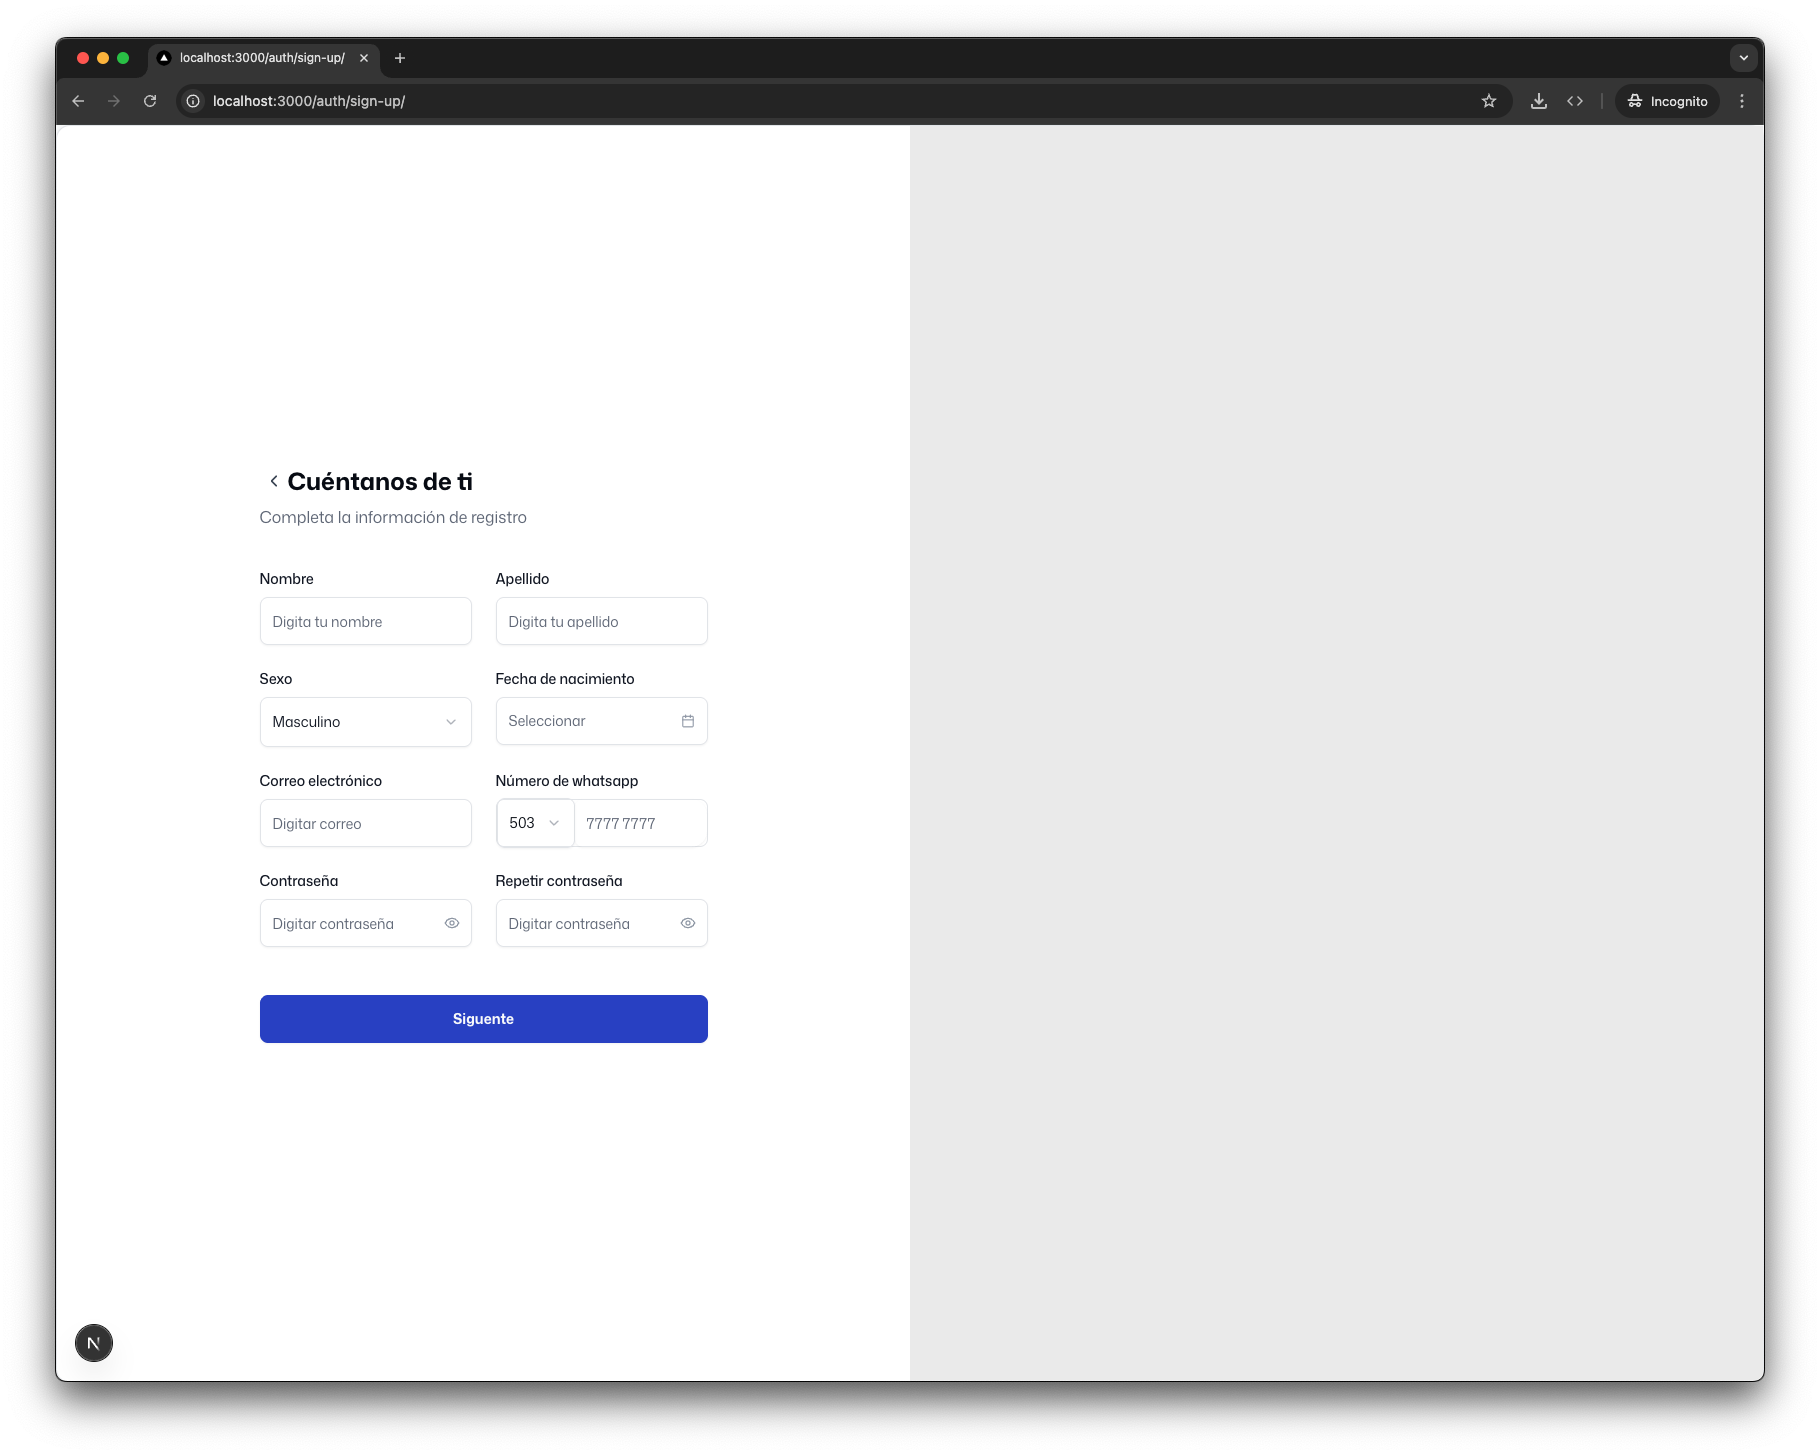 localhost:3000/auth/sign-up/
localhost:3000/auth/sign-up/
Incognito
Cuéntanos de ti
Completa la información de registro
Nombre
Apellido
Digita tu nombre
Digita tu apellido
Sexo
Fecha de nacimiento
Masculino
Seleccionar
Correo electrónico
Número de whatsapp
Digitar correo
503
7777 7777
Contraseña
Repetir contraseña
Digitar contraseña
Digitar contraseña
Siguente
N